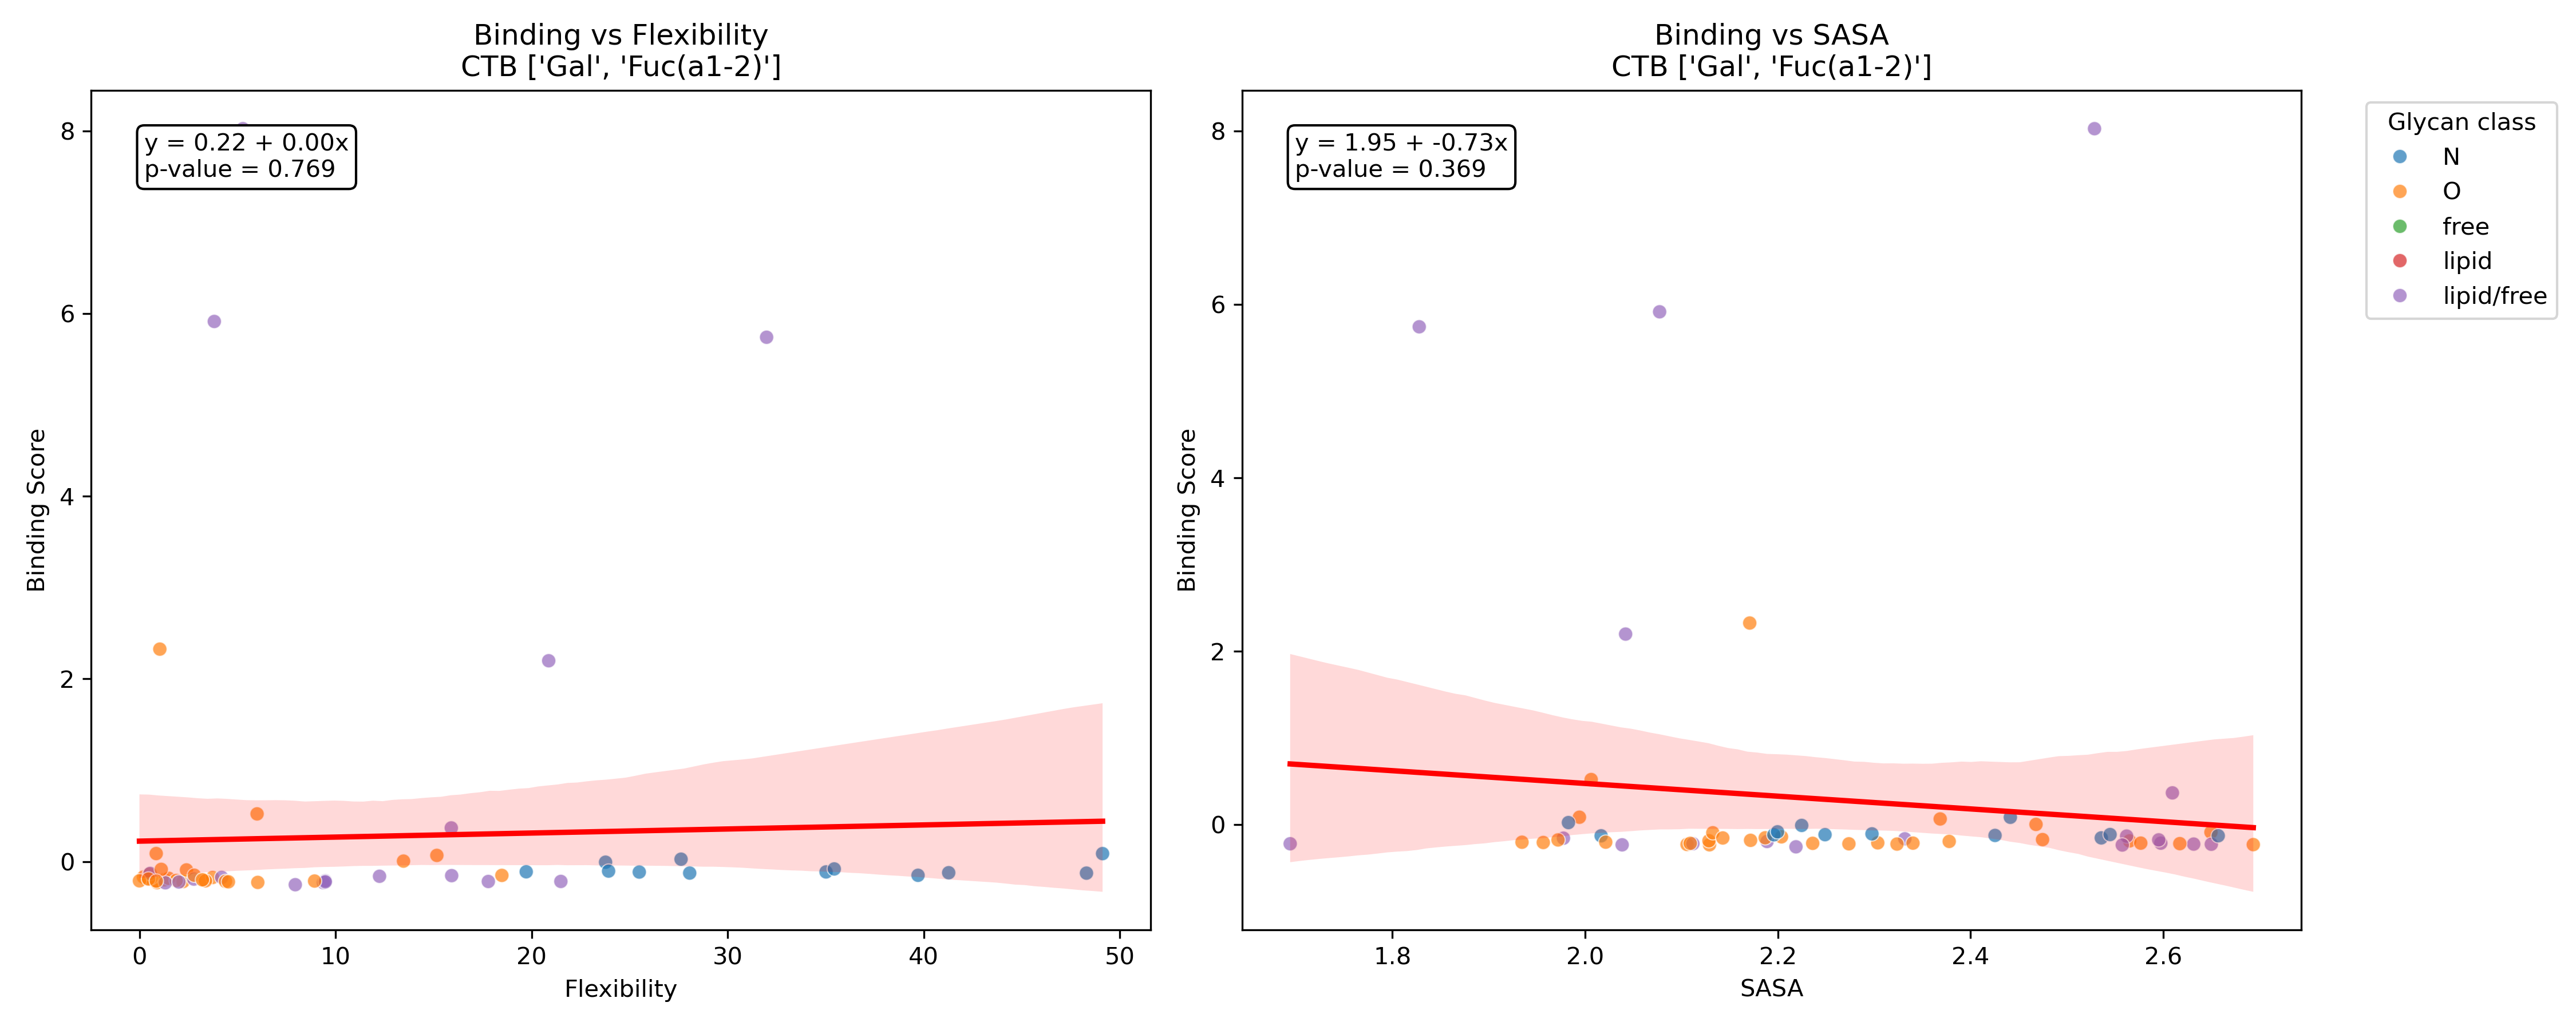 Binding vs Flexibility
CTB ['Gal', 'Fuc(a1-2)']
y = 0.22 + 0.00x
p-value = 0.769
Binding Score
8
6
4
2
0
0 10 20 30 40 50
Flexibility
Binding vs SASA
CTB ['Gal', 'Fuc(a1-2)']
y = 1.95 + -0.73x
p-value = 0.369
Binding Score
8
6
4
2
0
1.8 2.0 2.2 2.4 2.6
SASA
Glycan class
N
O
free
lipid
lipid/free